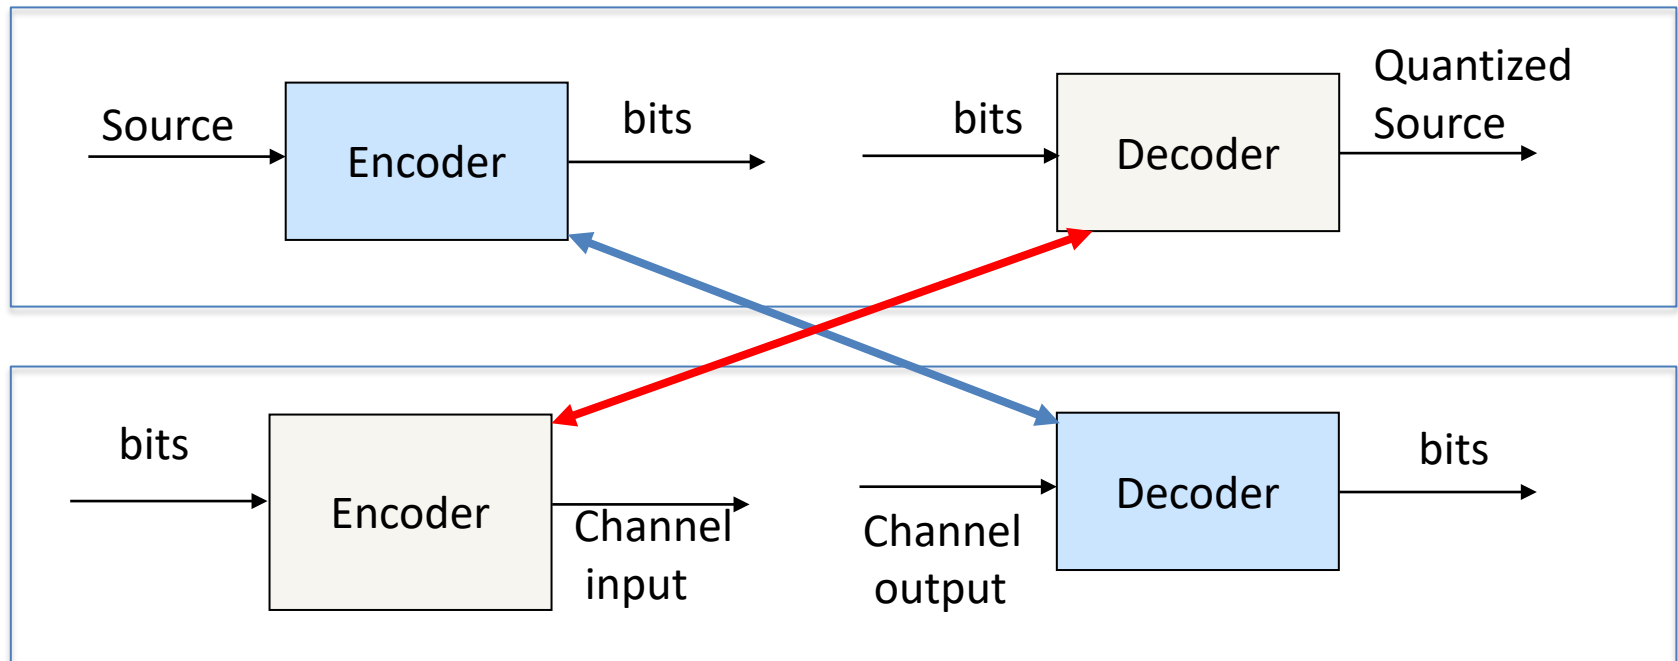 Source
Encoder
bits
bits
Decoder
Quantized
Source
bits
Encoder
Channel
input
Channel
output
Decoder
bits